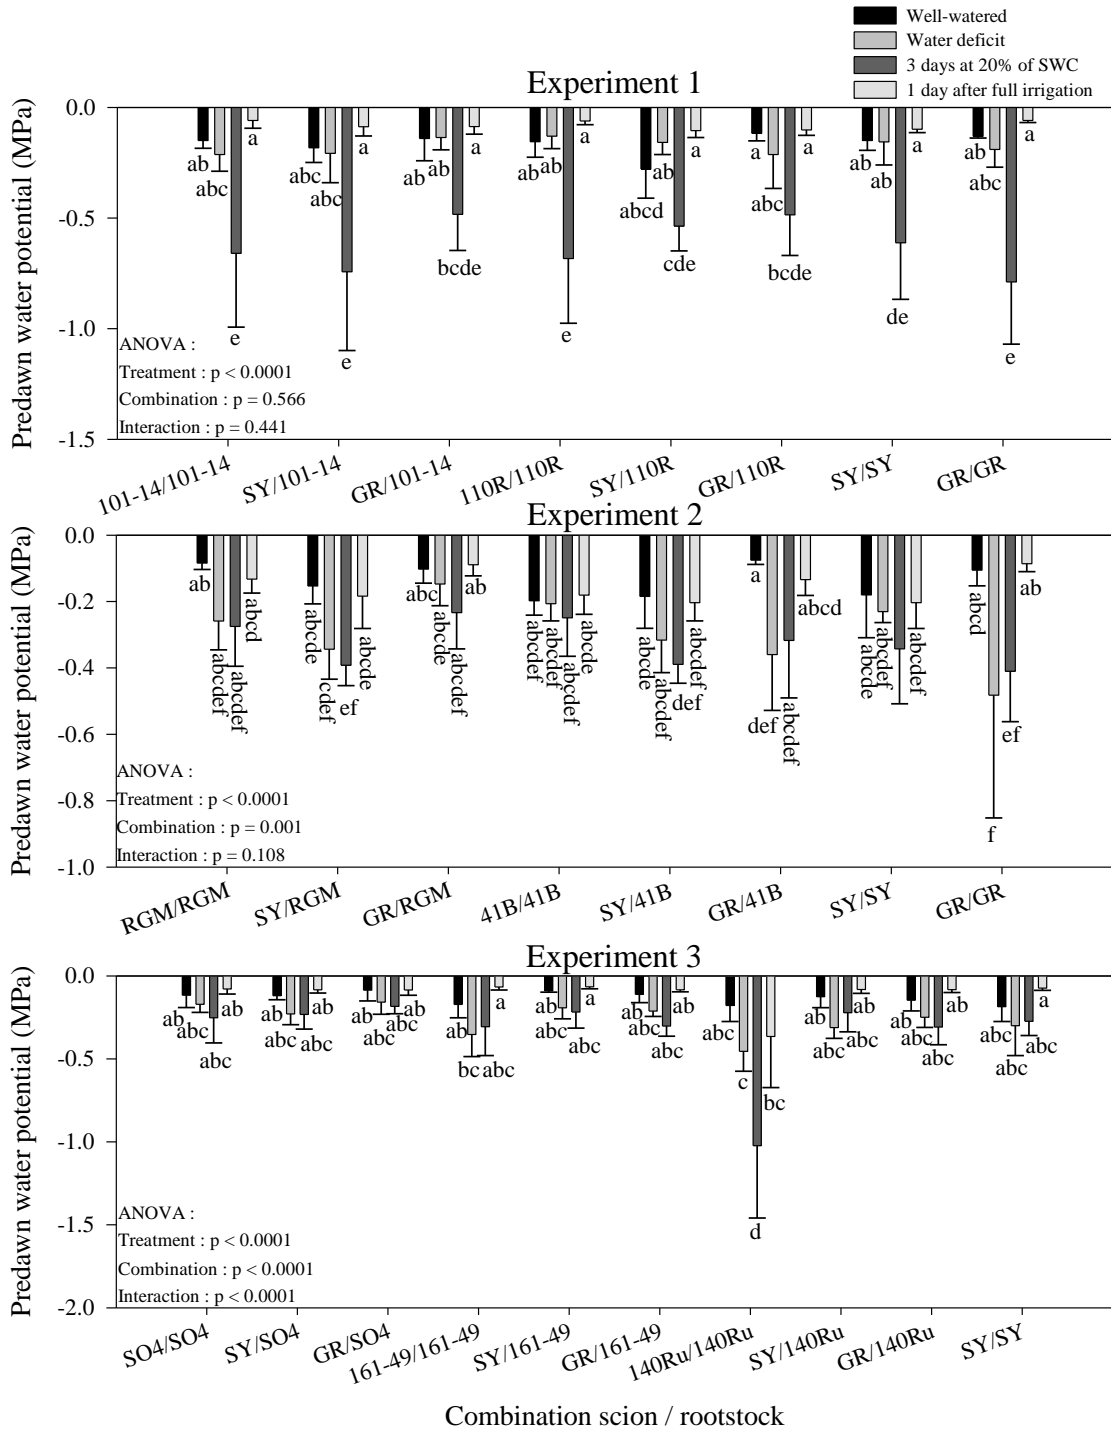 Well-watered
Water deficit
3 days at 20% of SWC
1 day after full irrigation
Experiment 1
Predawn water potential (MPa)
0.0
-0.5
-1.0
-1.5
ab abc e a
abc abc e a
ab ab bcde a
ab ab e a
abcd ab cde a
a abc bcde a
ab ab de a
ab abc e a
ANOVA :
Treatment : p < 0.0001
Combination : p = 0.566
Interaction : p = 0.441
101-14/101-14
SY/101-14
GR/101-14
110R/110R
SY/110R
GR/110R
SY/SY
GR/GR
Experiment 2
Predawn water potential (MPa)
0.0
-0.2
-0.4
-0.6
-0.8
-1.0
ab abcdef abcdef abcd
abcde cdef ef abcde
abc abcde abcdef ab
abcdef abcdef abcdef abcde
abcde abcdef def abcdef
a def abcdef abcd
abcde abcdef abcdef
abcd f ef ab
ANOVA :
Treatment : p < 0.0001
Combination : p = 0.001
Interaction : p = 0.108
RGM/RGM
SY/RGM
GR/RGM
41B/41B
SY/41B
GR/41B
SY/SY
GR/GR
Experiment 3
Predawn water potential (MPa)
0.0
-0.5
-1.0
-1.5
-2.0
ab ab abc ab
ab abc abc ab
ab abc abc ab
ab bc abc a
ab abc abc a
ab abc abc ab
abc c d bc
ab abc abc ab
ab abc abc ab
abc abc abc a
ANOVA :
Treatment : p < 0.0001
Combination : p < 0.0001
Interaction : p < 0.0001
SO4/SO4
SY/SO4
GR/SO4
161-49/161-49
SY/161-49
GR/161-49
140Ru/140Ru
SY/140Ru
GR/140Ru
SY/SY
Combination scion / rootstock